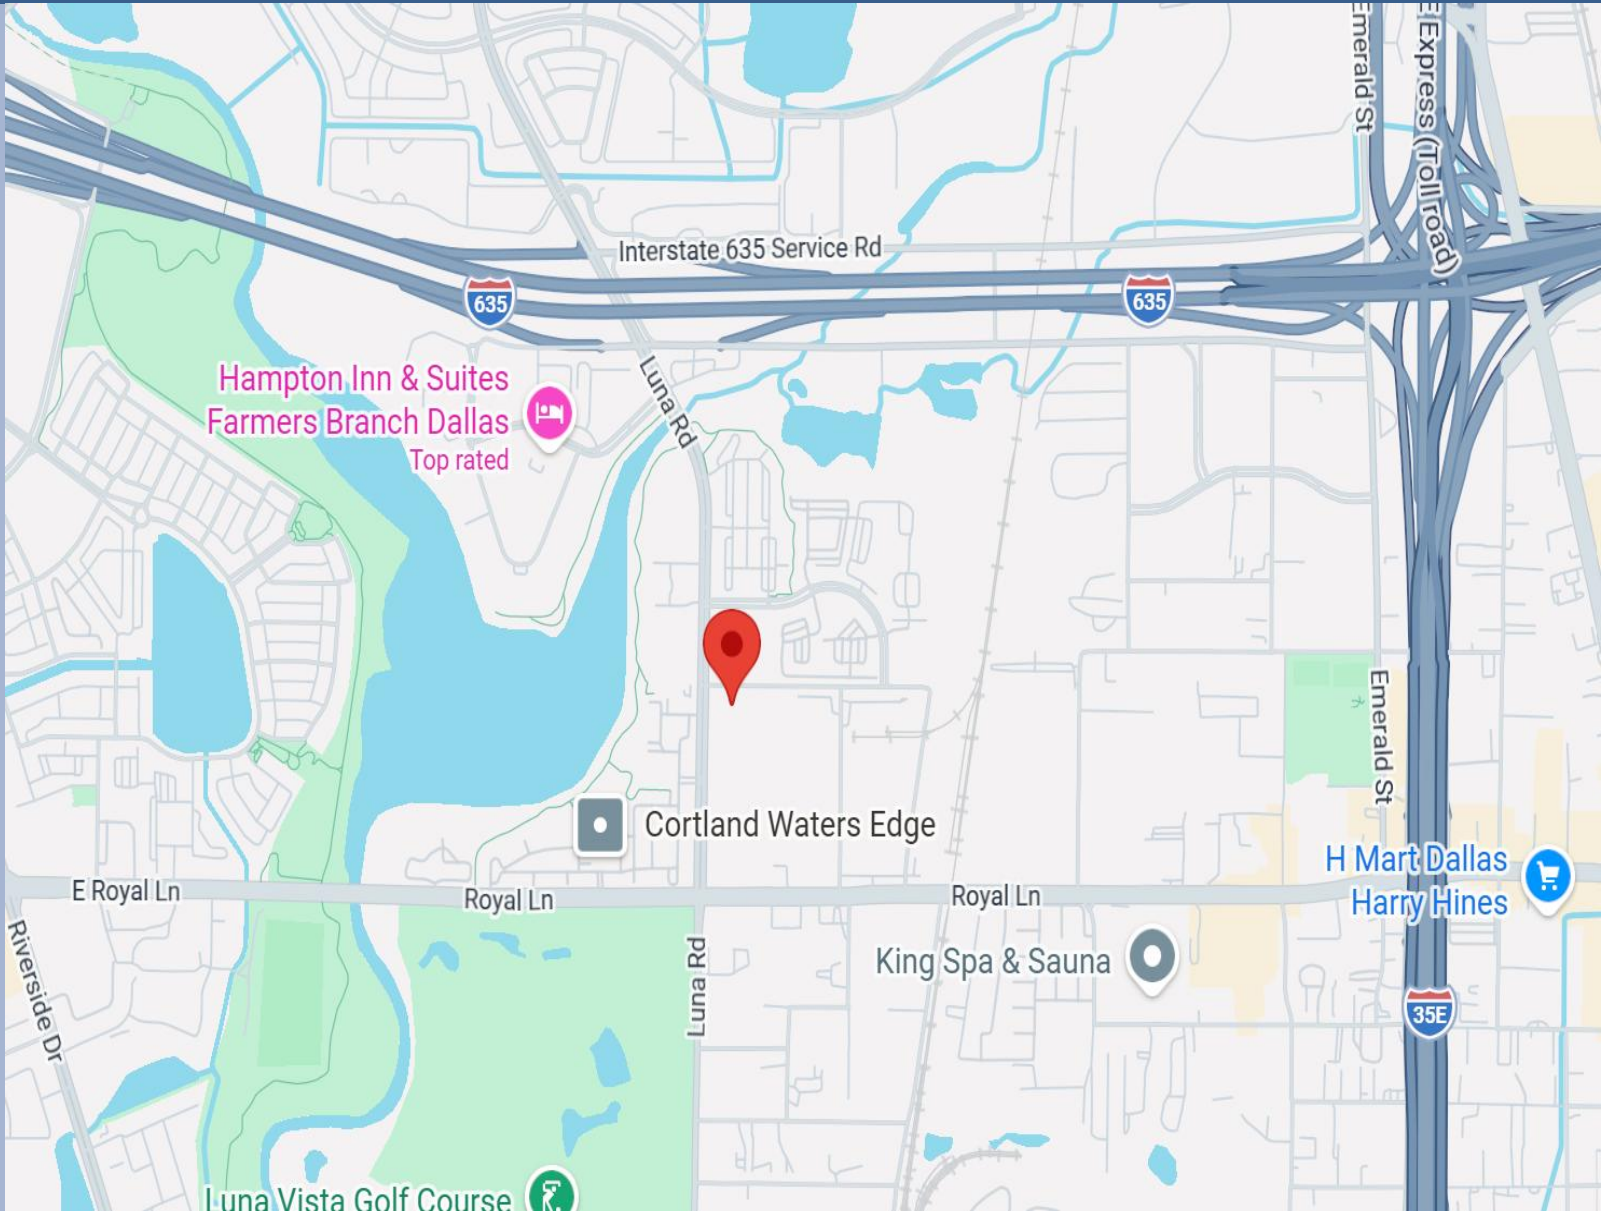 Emerald St
E Express (Toll road)
Interstate 635 Service Rd
635
635
Luna Rd
Hampton Inn & Suites
Farmers Branch Dallas
Top rated
Emerald St
Cortland Waters Edge
H Mart Dallas
Harry Hines
E Royal Ln
Royal Ln
Royal Ln
Riverside Dr
Luna Rd
King Spa & Sauna
35E
Luna Vista Golf Course